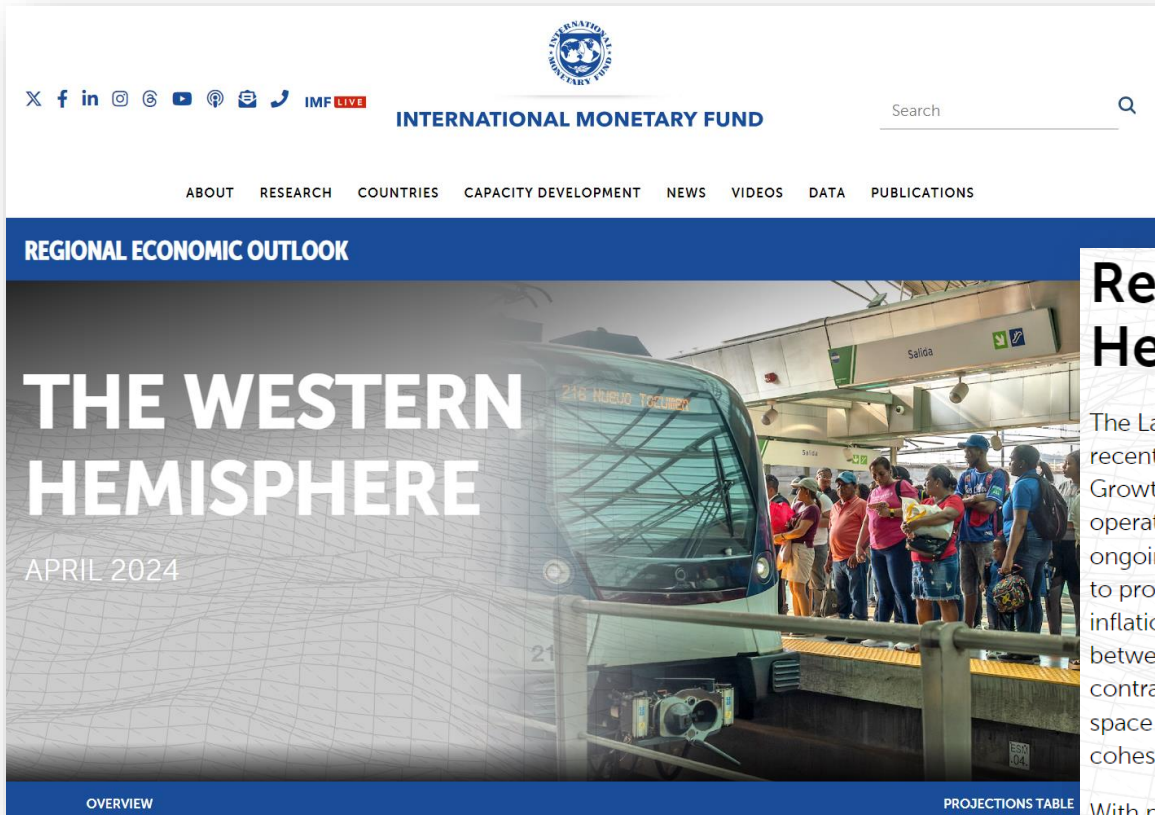 INTERNATIONAL MONETARY FUND
IMF LIVE
INTERNATIONAL MONETARY FUND
Search
ABOUT RESEARCH COUNTRIES CAPACITY DEVELOPMENT NEWS VIDEOS DATA PUBLICATIONS
REGIONAL ECONOMIC OUTLOOK
THE WESTERN
HEMISPHERE
APRIL 2024
216 NUEVO TOCUMEN
Salida
Salida
21
OVERVIEW
PROJECTIONS TABLE
Re
He
The La
recent
Growt
operat
ongoin
to pro
inflatio
betwe
contra
space
cohes